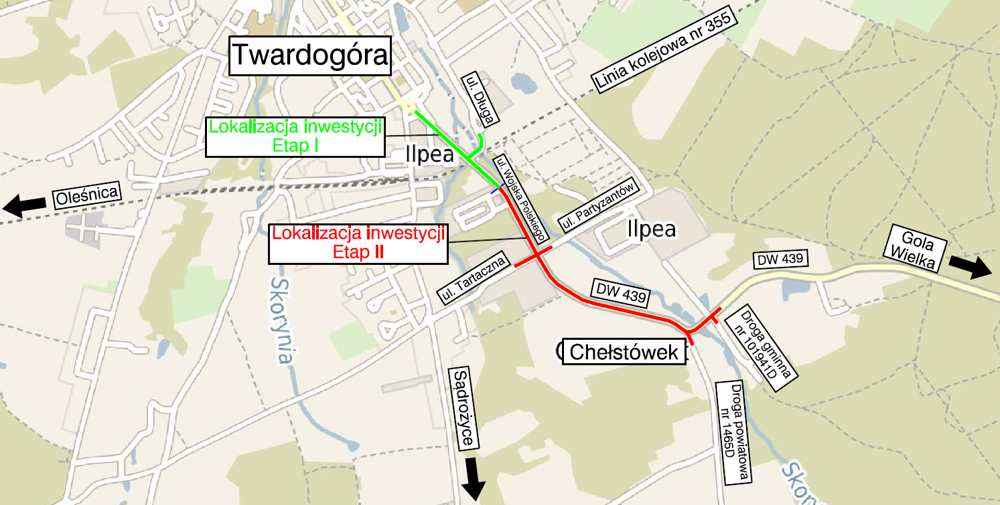 Twardogóra
Linia kolejowa nr 355
ul. Długa
Lokalizacja inwestycji
Etap I
Ilpea
ul. Wojska Polskiego
Oleśnica
ul. Partyzantów
Lokalizacja inwestycji
Etap II
Ilpea
Gola
Wielka
DW 439
ul. Tartaczna
DW 439
Skorynia
Droga gminna
nr 101941D
Chełstówek
Sądrożyce
Droga powiatowa
nr 1465D